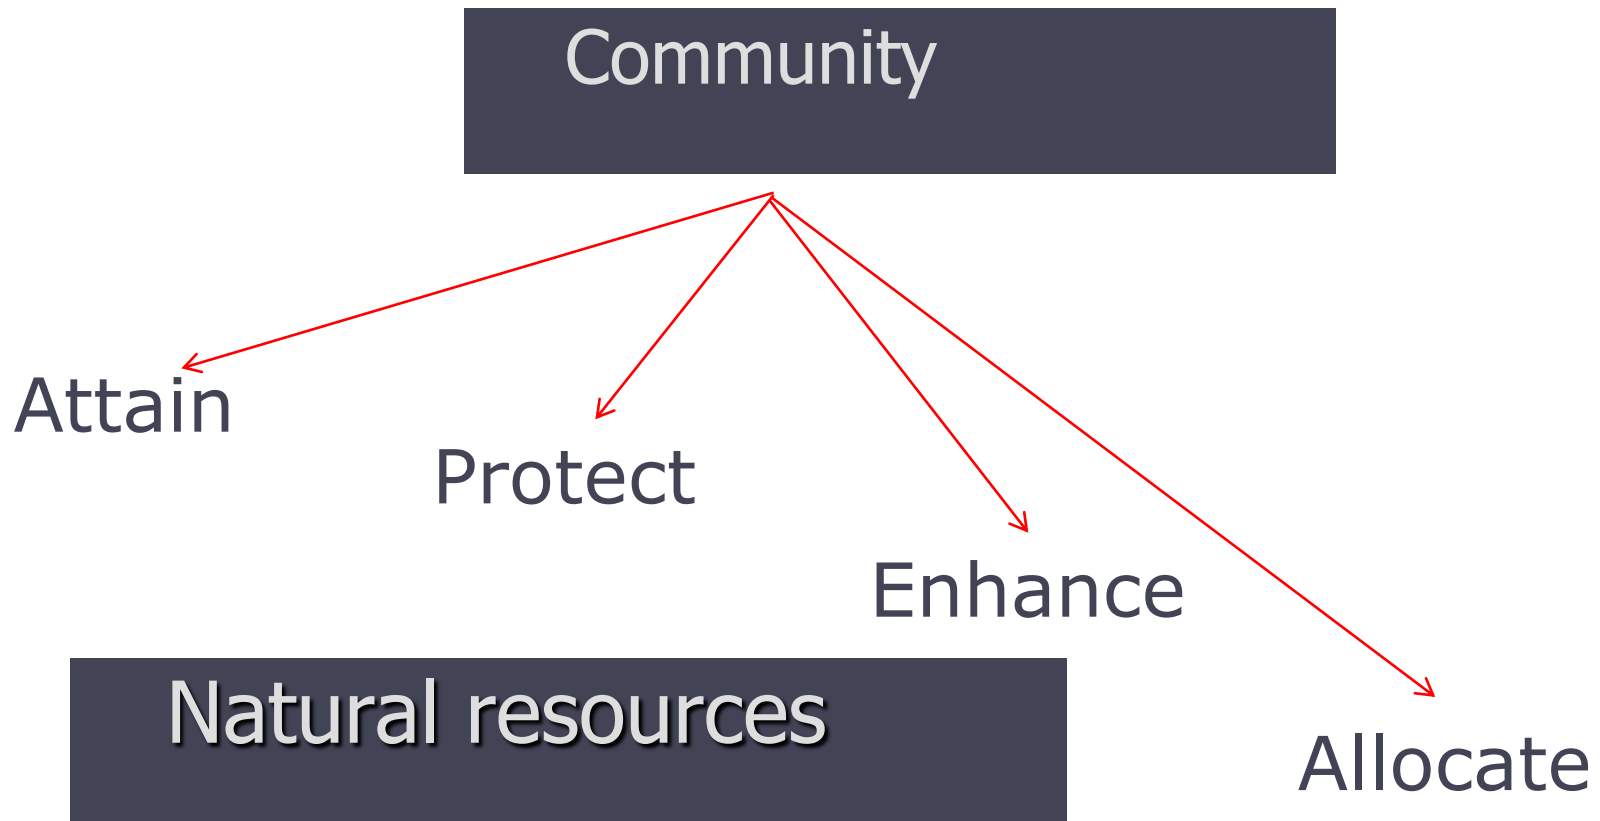 Community
Attain
Protect
Enhance
Natural resources
Allocate